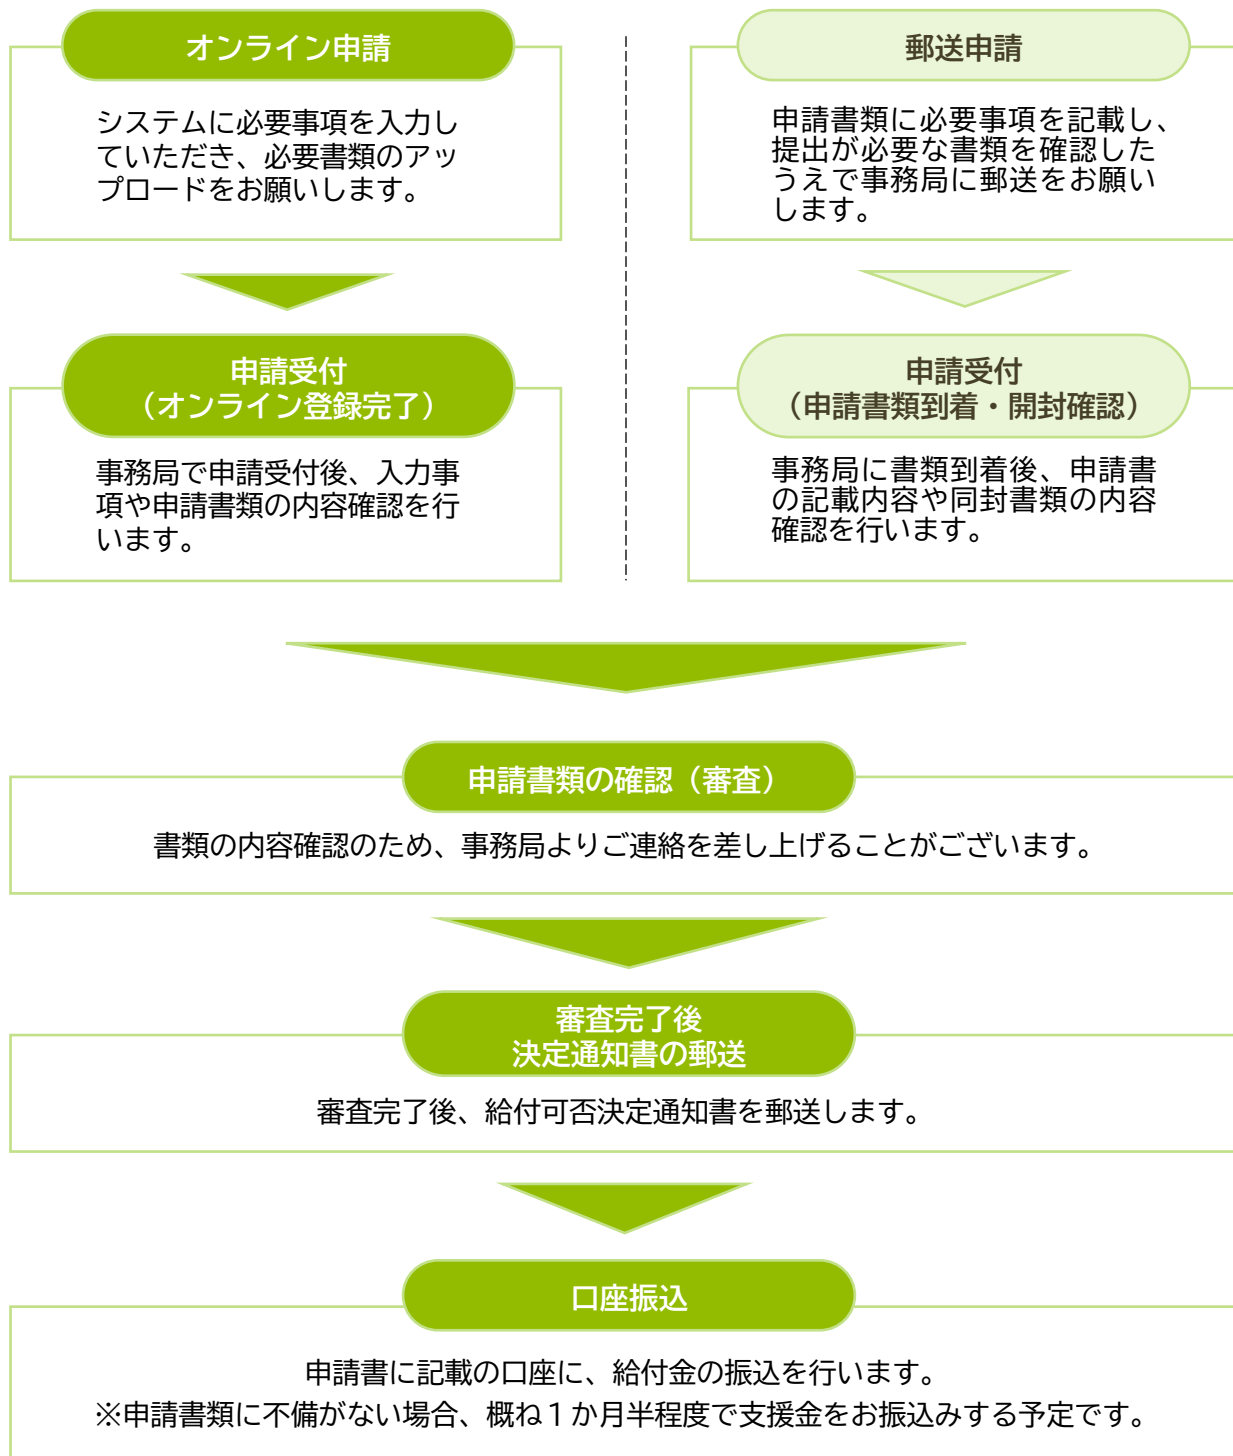 オンライン申請
システムに必要事項を入力し
ていただき、必要書類のアッ
プロードをお願いします。
郵送申請
申請書類に必要事項を記載し、
提出が必要な書類を確認した
うえで事務局に郵送をお願い
します。
申請受付
（オンライン登録完了）
事務局で申請受付後、入力事
項や申請書類の内容確認を行
います。
申請受付
（申請書類到着・開封確認）
事務局に書類到着後、申請書
の記載内容や同封書類の内容
確認を行います。
申請書類の確認（審査）
書類の内容確認のため、事務局よりご連絡を差し上げることがございます。
審査完了後
決定通知書の郵送
審査完了後、給付可否決定通知書を郵送します。
口座振込
申請書に記載の口座に、給付金の振込を行います。
※申請書類に不備がない場合、概ね１か月半程度で支援金をお振込みする予定です。